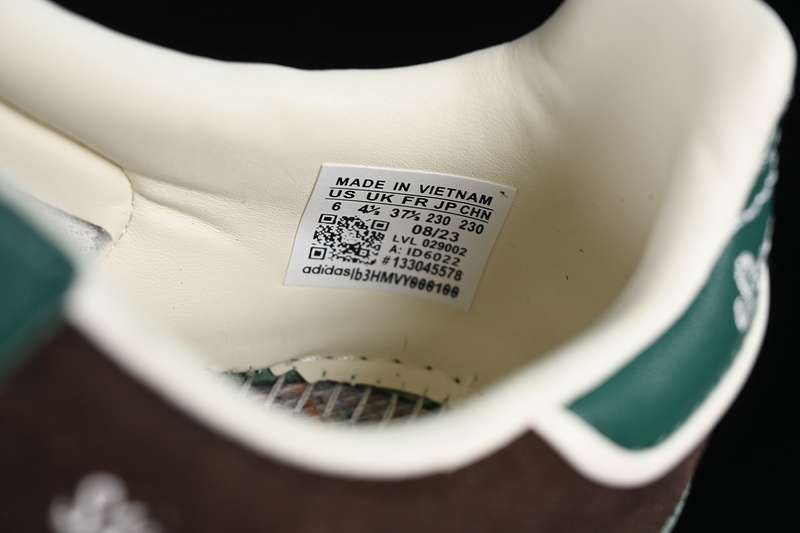 MADE IN VIETNAM
US UK FR JP CHN
6 4½ 37⅓ 230 230
08/23
LVL 029002
A: ID6022
#133045578
adidas|b3HMVY000100